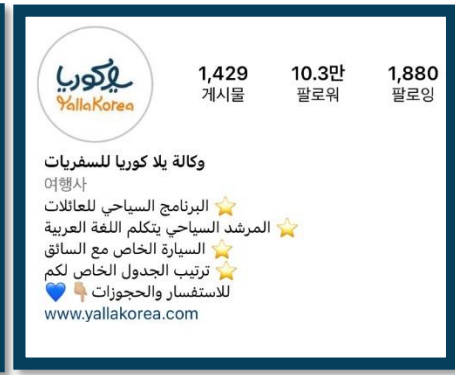 يلاكوريا
YallaKorea
1,429 10.3만 1,880
게시물 팔로워 팔로잉
وكالة يلا كوريا للسفريات
여행사
⭐ البرنامج السياحي للعائلات
⭐ المرشد السياحي يتكلم اللغة العربية
⭐ السيارة الخاص مع السائق
⭐ ترتيب الجدول الخاص لكم
للاستفسار والحجوزات 👇🏼 💙
www.yallakorea.com